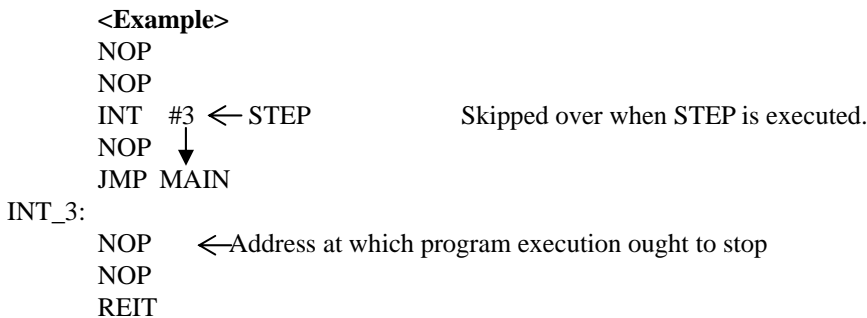 <Example>
NOP
NOP
INT #3 STEP Skipped over when STEP is executed.
NOP
JMP MAIN
INT_3:
NOP Address at which program execution ought to stop
NOP
REIT